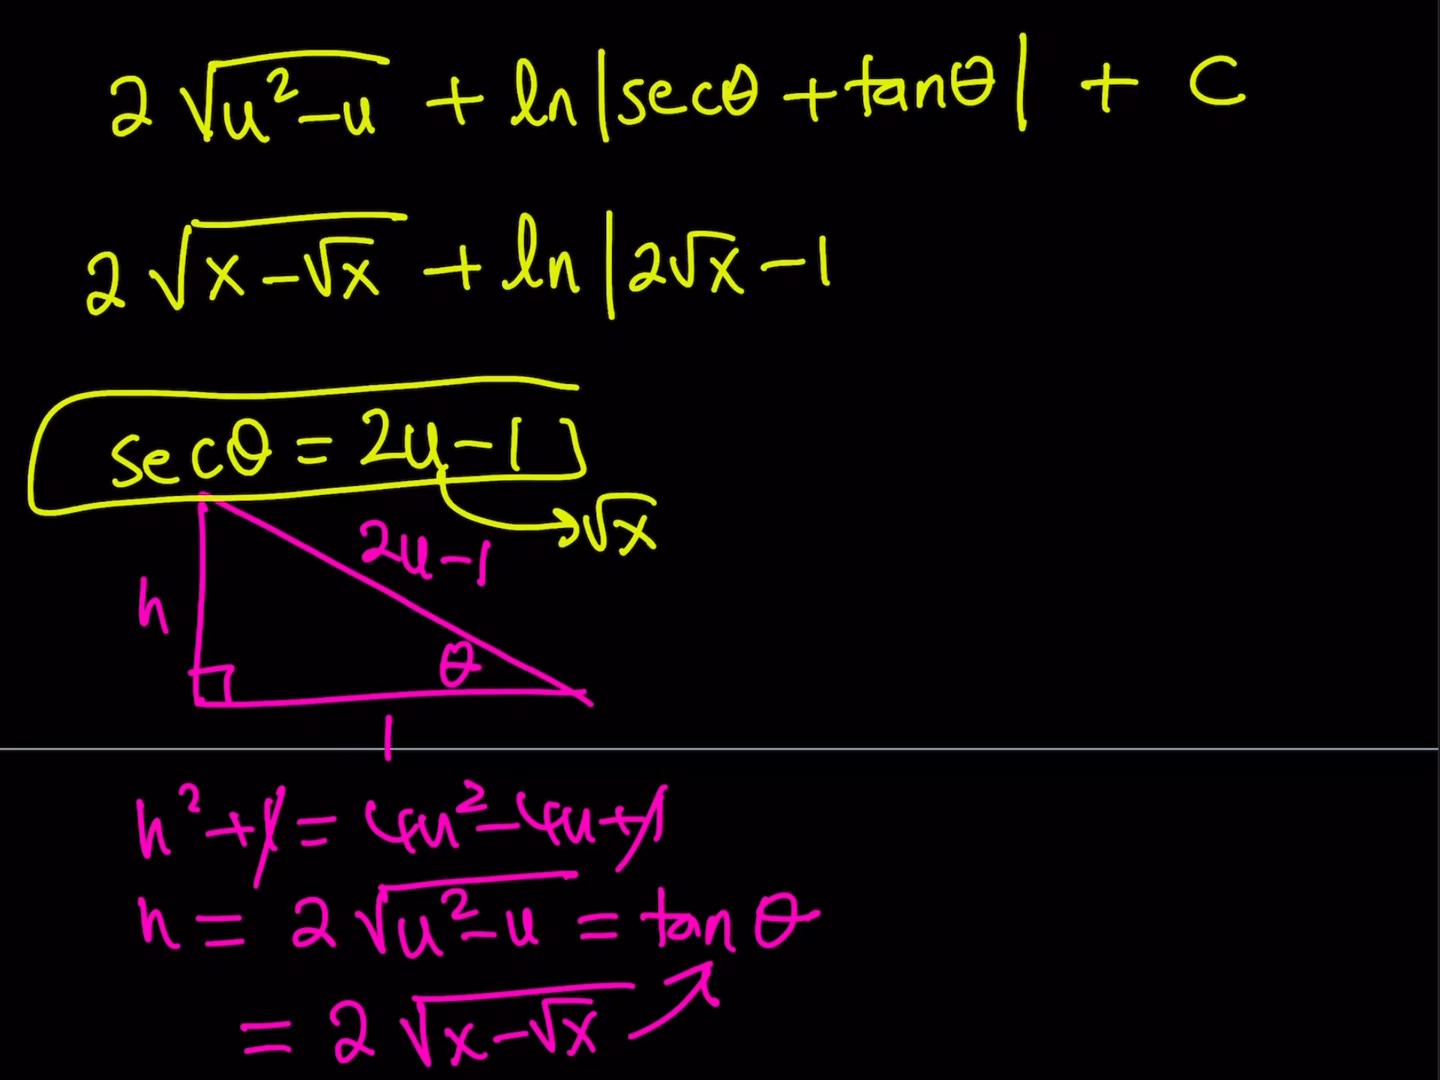 2 √(u²-u) + ln|secθ + tanθ| + C
2 √(x-√x) + ln|2√x - 1
secθ = 2u - 1
√x
2u-1
h
θ
1
h² + 1 = 4u² - 4u + 1
h = 2 √(u²-u) = tan θ
= 2 √(x-√x)